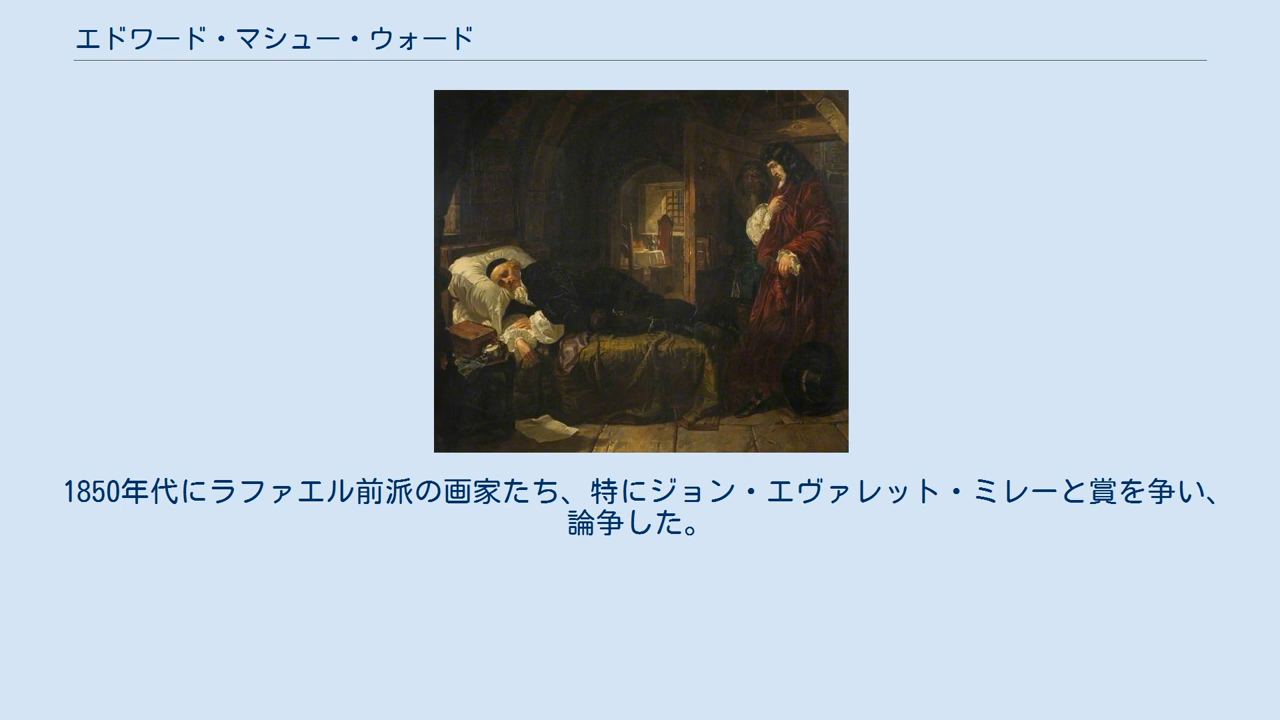 エドワード・マシュー・ウォード
1850年代にラファエル前派の画家たち、特にジョン・エヴァレット・ミレーと賞を争い、
論争した。